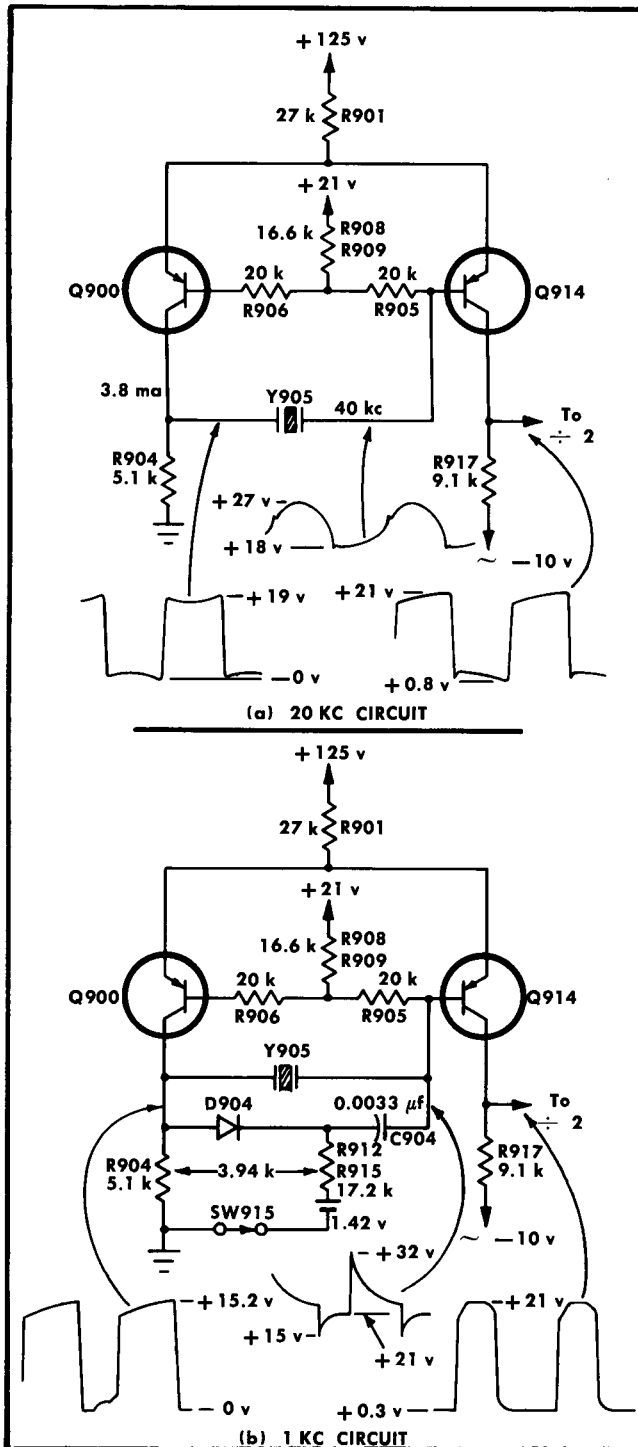 + 125 v
27 k R901
+ 21 v
16.6 k R908
R909
Q900
20 k
R906
20 k
R905
Q914
3.8 ma
Y905
40 kc
To
÷ 2
R904
5.1 k
R917
9.1 k
+ 27 v
+ 18 v
~ — 10 v
+ 19 v
— 0 v
+ 21 v
+ 0.8 v
(a) 20 KC CIRCUIT
+ 125 v
27 k R901
+ 21 v
16.6 k R908
R909
Q900
20 k
R906
20 k
R905
Q914
Y905
D904
0.0033 μf
C904
To
÷ 2
R904
5.1 k
3.94 k
R912
R915
17.2 k
R917
9.1 k
SW915
1.42 v
~ — 10 v
+ 32 v
+ 15.2 v
+ 15 v
+ 21 v
+ 21 v
— 0 v
+ 0.3 v
(b) 1 KC CIRCUIT